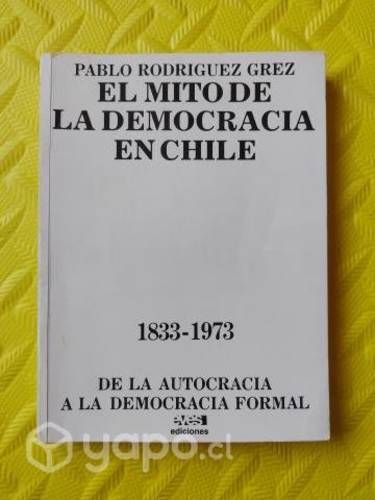 PABLO RODRIGUEZ GREZ
EL MITO DE
LA DEMOCRACIA
EN CHILE
1833-1973
DE LA AUTOCRACIA
A LA DEMOCRACIA FORMAL
eves
ediciones
yapo.cl